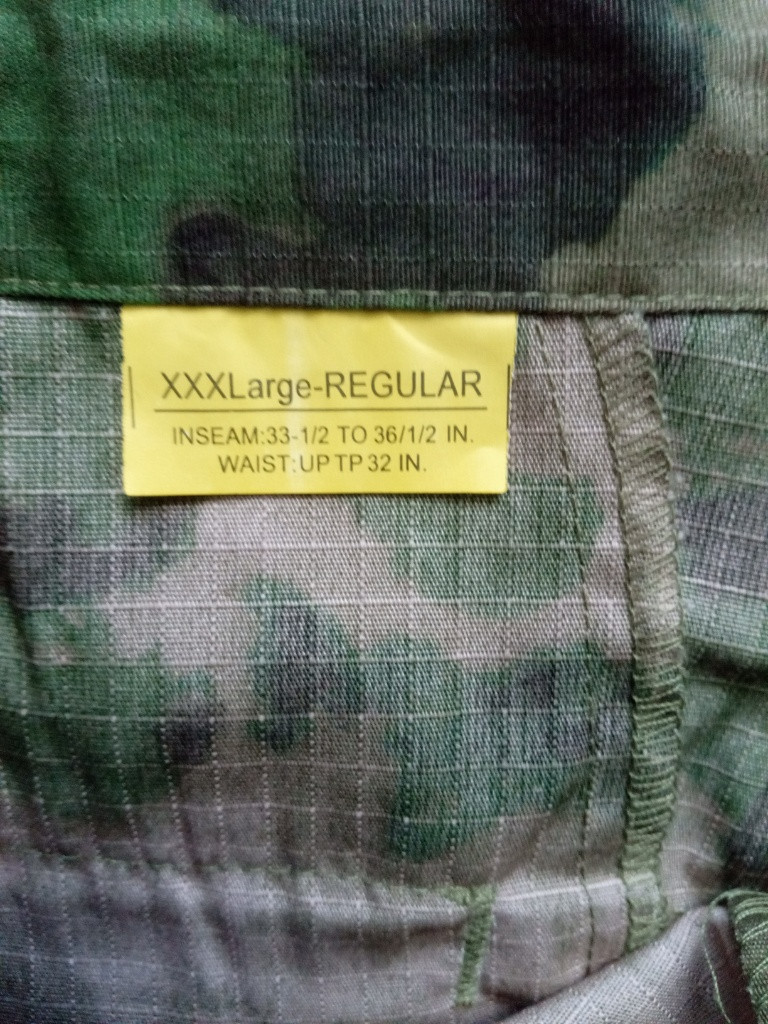 XXXLarge-REGULAR
INSEAM:33-1/2 TO 36/1/2 IN.
WAIST:UP TP 32 IN.